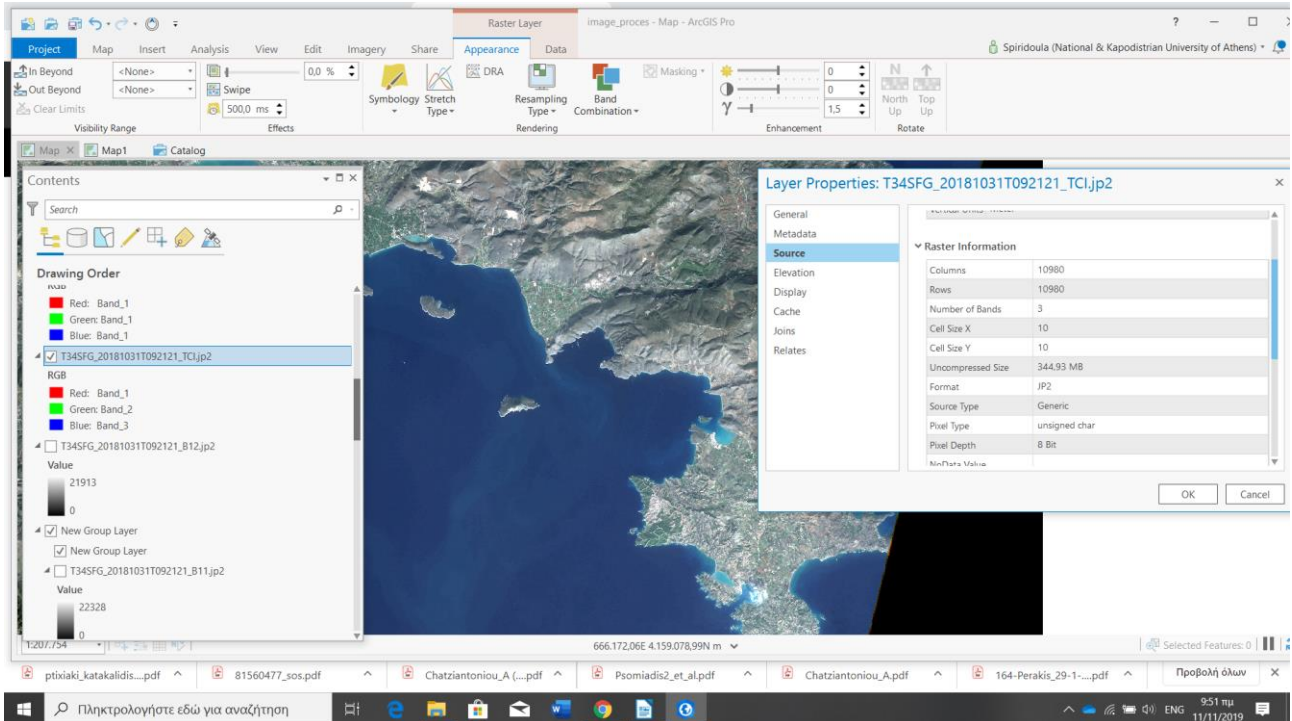 Raster Layer
image_proces - Map - ArcGIS Pro
?
Project Map Insert Analysis View Edit Imagery Share Appearance Data
Spiridoula (National & Kapodistrian University of Athens)
In Beyond <None>
Out Beyond <None>
Clear Limits
Visibility Range
0,0 %
Swipe
500,0 ms
Effects
Symbology
Stretch Type
DRA
Resampling Type
Band Combination
Masking
Rendering
0
0
γ 1,5
Enhancement
North Up
Top Up
Rotate
Map Map1 Catalog
Contents
Search
Drawing Order
RGB
Red: Band_1
Green: Band_1
Blue: Band_1
T34SFG_20181031T092121_TCI.jp2
RGB
Red: Band_1
Green: Band_2
Blue: Band_3
T34SFG_20181031T092121_B12.jp2
Value
21913
0
New Group Layer
New Group Layer
T34SFG_20181031T092121_B11.jp2
Value
22328
0
Layer Properties: T34SFG_20181031T092121_TCI.jp2
General
Metadata
Source
Elevation
Display
Cache
Joins
Relates
Vertical Units Meter
Raster Information
Columns 10980
Rows 10980
Number of Bands 3
Cell Size X 10
Cell Size Y 10
Uncompressed Size 344,93 MB
Format JP2
Source Type Generic
Pixel Type unsigned char
Pixel Depth 8 Bit
NoData Value
OK Cancel
1:207.754
666.172,06E 4.159.078,99N m
Selected Features: 0
ptixiaki_katakalidis....pdf
81560477_sos.pdf
Chatziantoniou_A (....pdf
Psomiadis2_et_al.pdf
Chatziantoniou_A.pdf
164-Perakis_29-1-....pdf
Προβολή όλων
Πληκτρολογήστε εδώ για αναζήτηση
ENG
9:51 πμ
11/11/2019